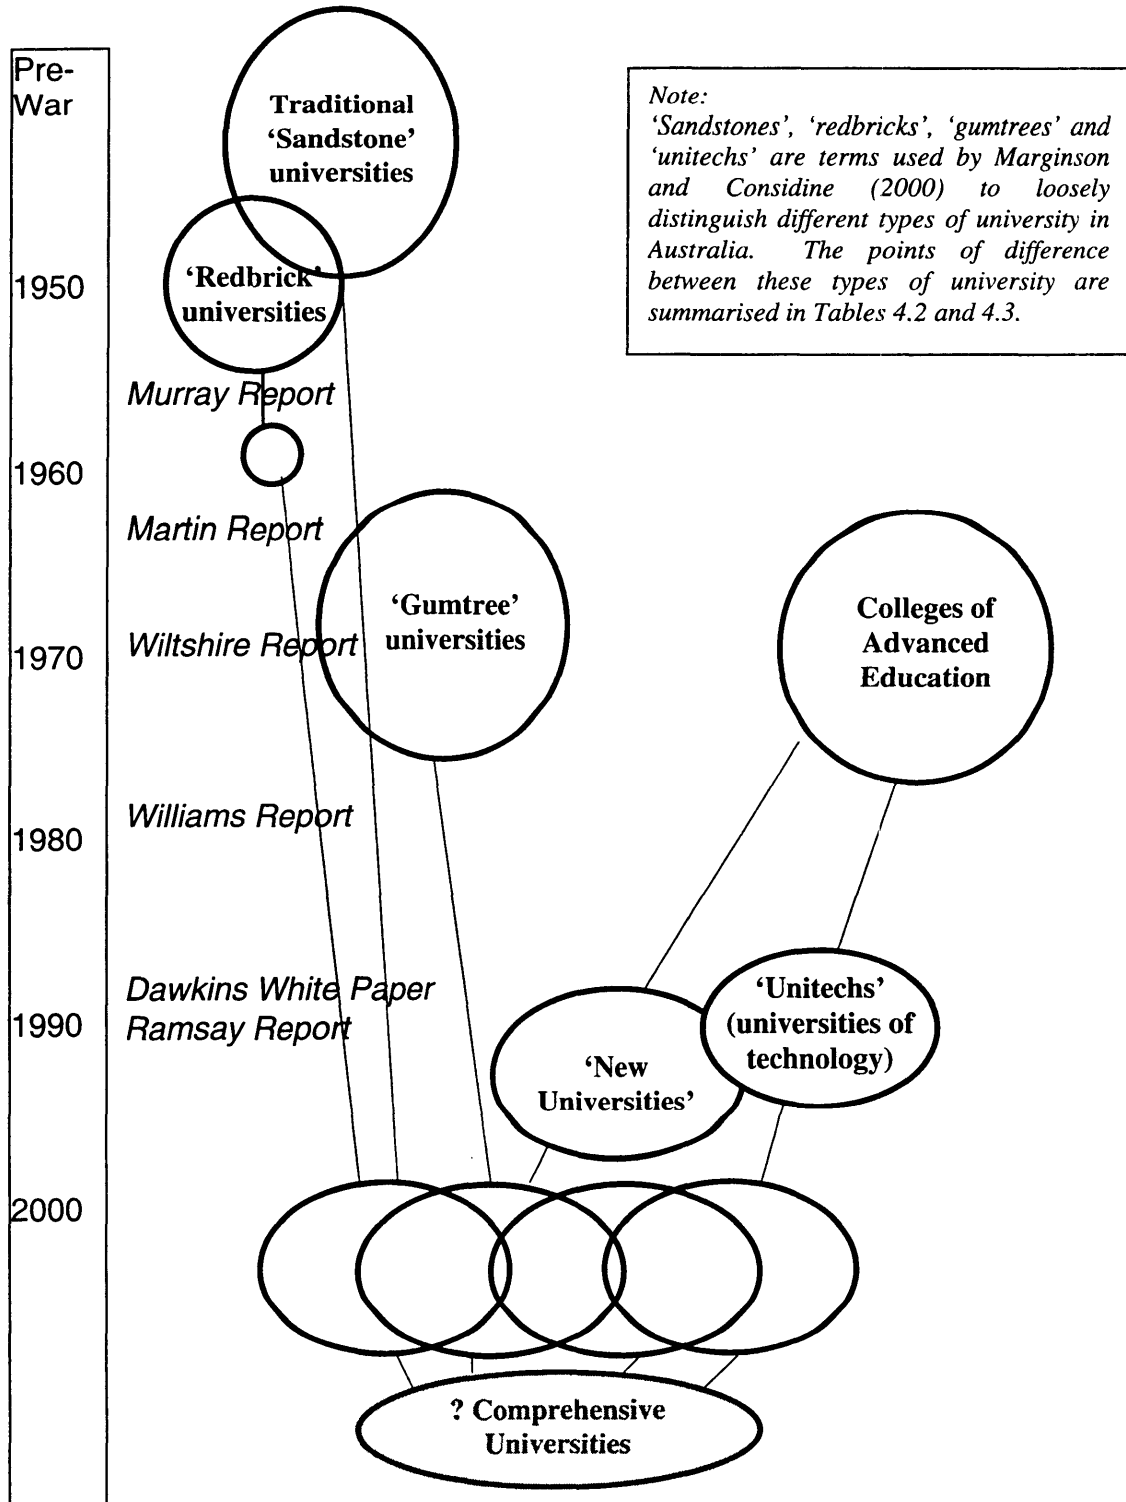 Pre-
War
Traditional
‘Sandstone’
universities
Note:
‘Sandstones’, ‘redbricks’, ‘gumtrees’ and
‘unitechs’ are terms used by Marginson
and Considine (2000) to loosely
distinguish different types of university in
Australia. The points of difference
between these types of university are
summarised in Tables 4.2 and 4.3.
1950
‘Redbrick’
universities
Murray Report
1960
Martin Report
‘Gumtree’
universities
Colleges of
Advanced
Education
Wiltshire Report
1970
Williams Report
1980
Dawkins White Paper
1990
Ramsay Report
‘Unitechs’
(universities of
technology)
‘New
Universities’
2000
? Comprehensive
Universities